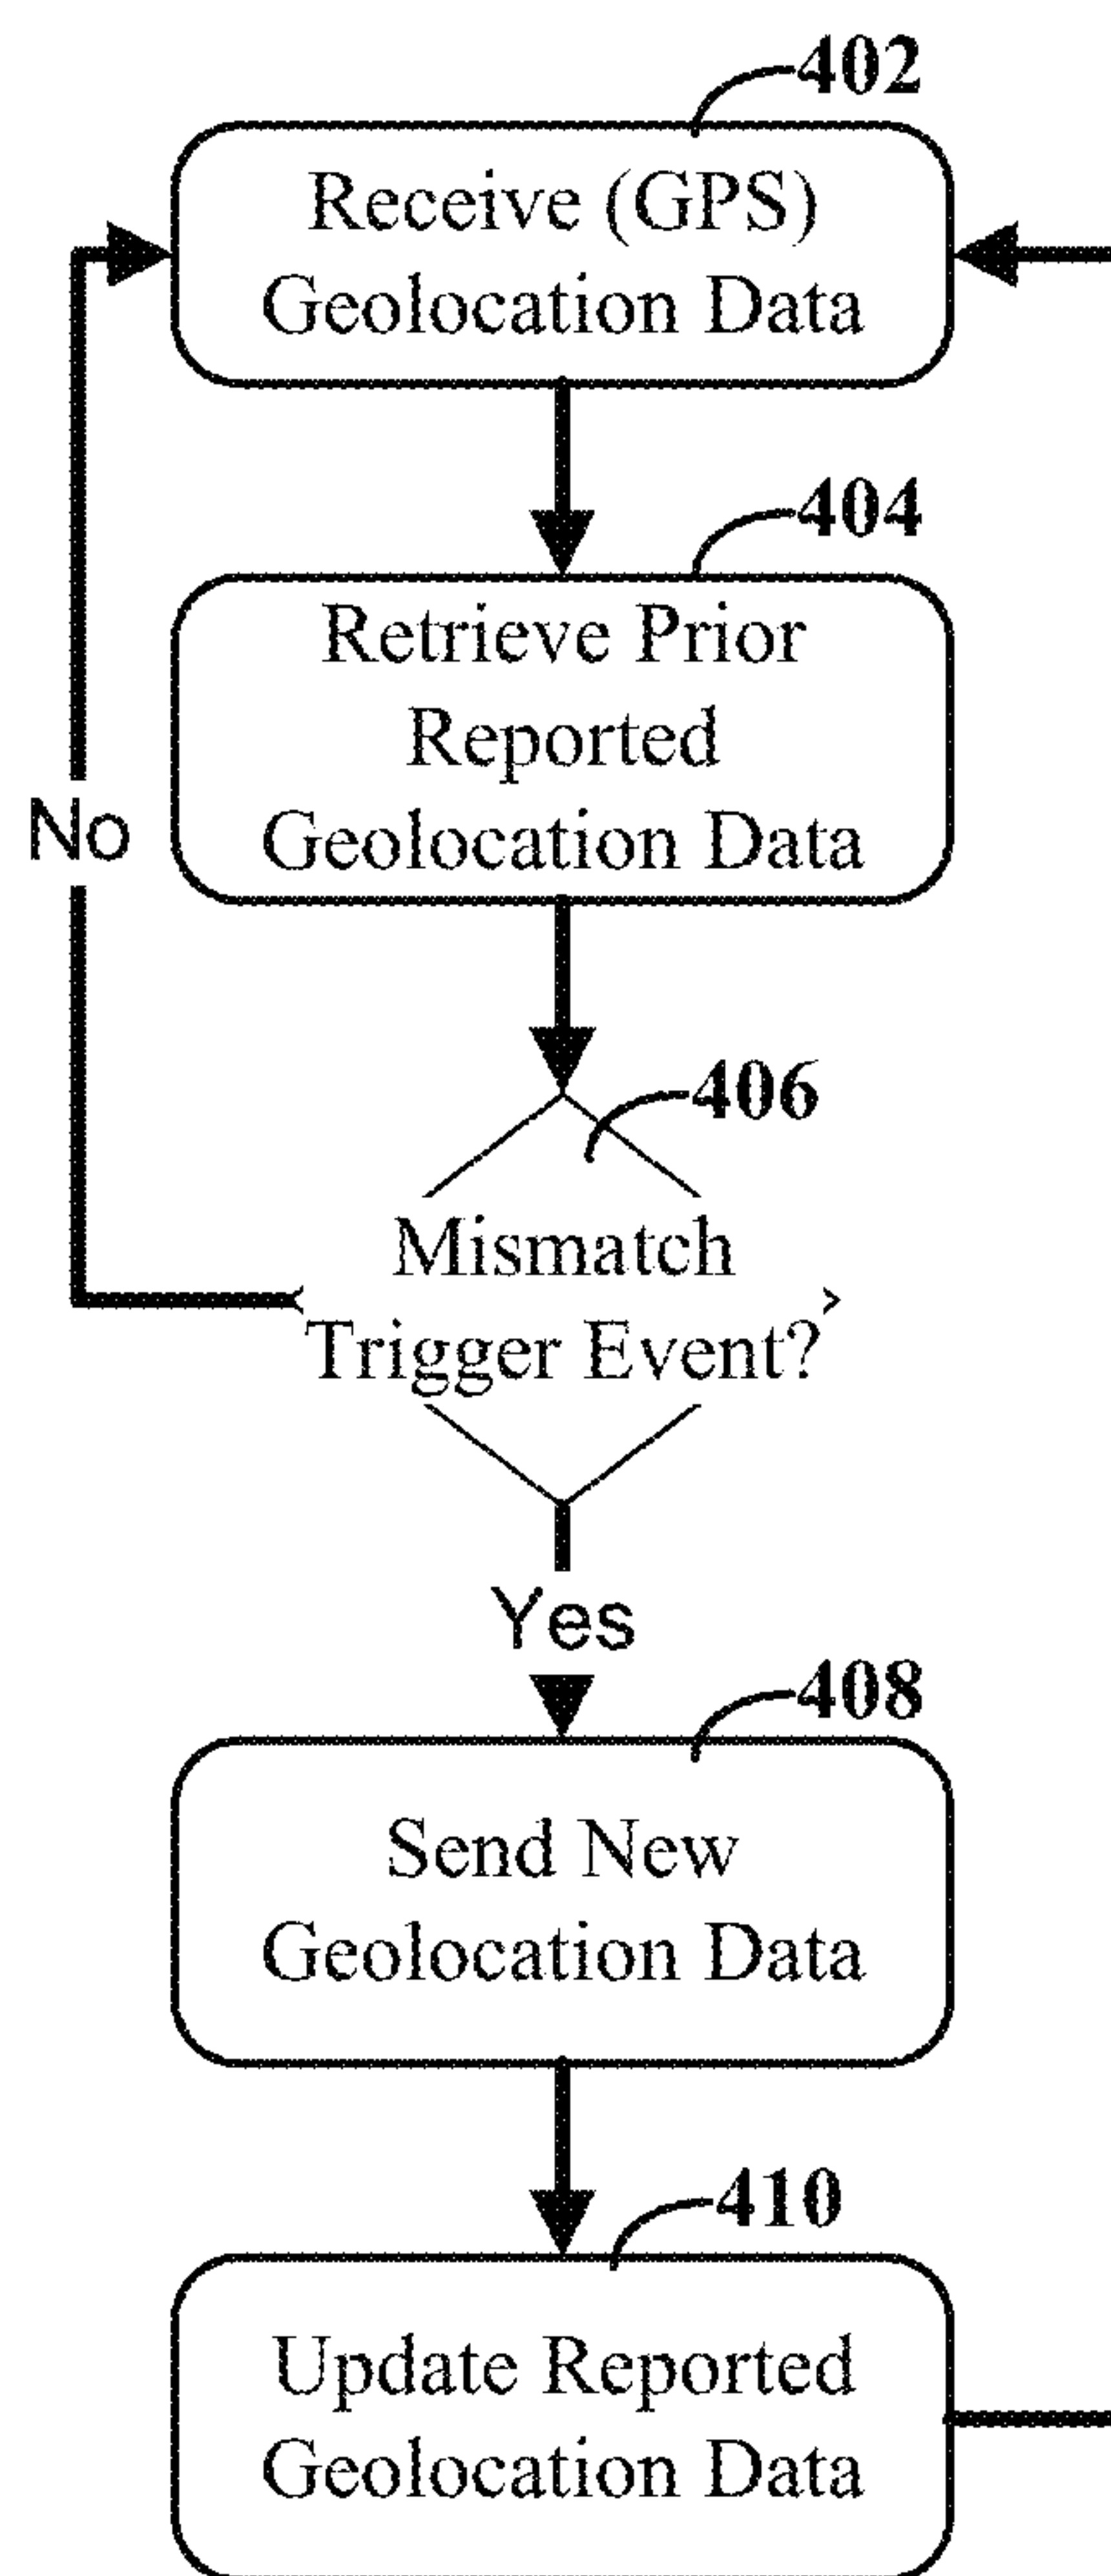 402
Receive (GPS)
Geolocation Data
404
Retrieve Prior
Reported
Geolocation Data
No
406
Mismatch
Trigger Event?
Yes
408
Send New
Geolocation Data
410
Update Reported
Geolocation Data